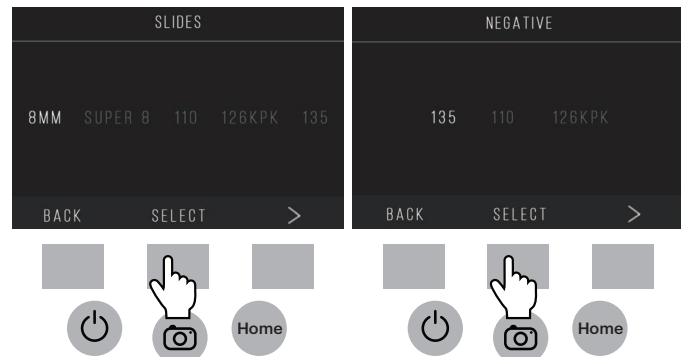 SLIDES
8MM SUPER 8 110 126KPK 135
BACK SELECT >
Home
NEGATIVE
135 110 126KPK
BACK SELECT >
Home